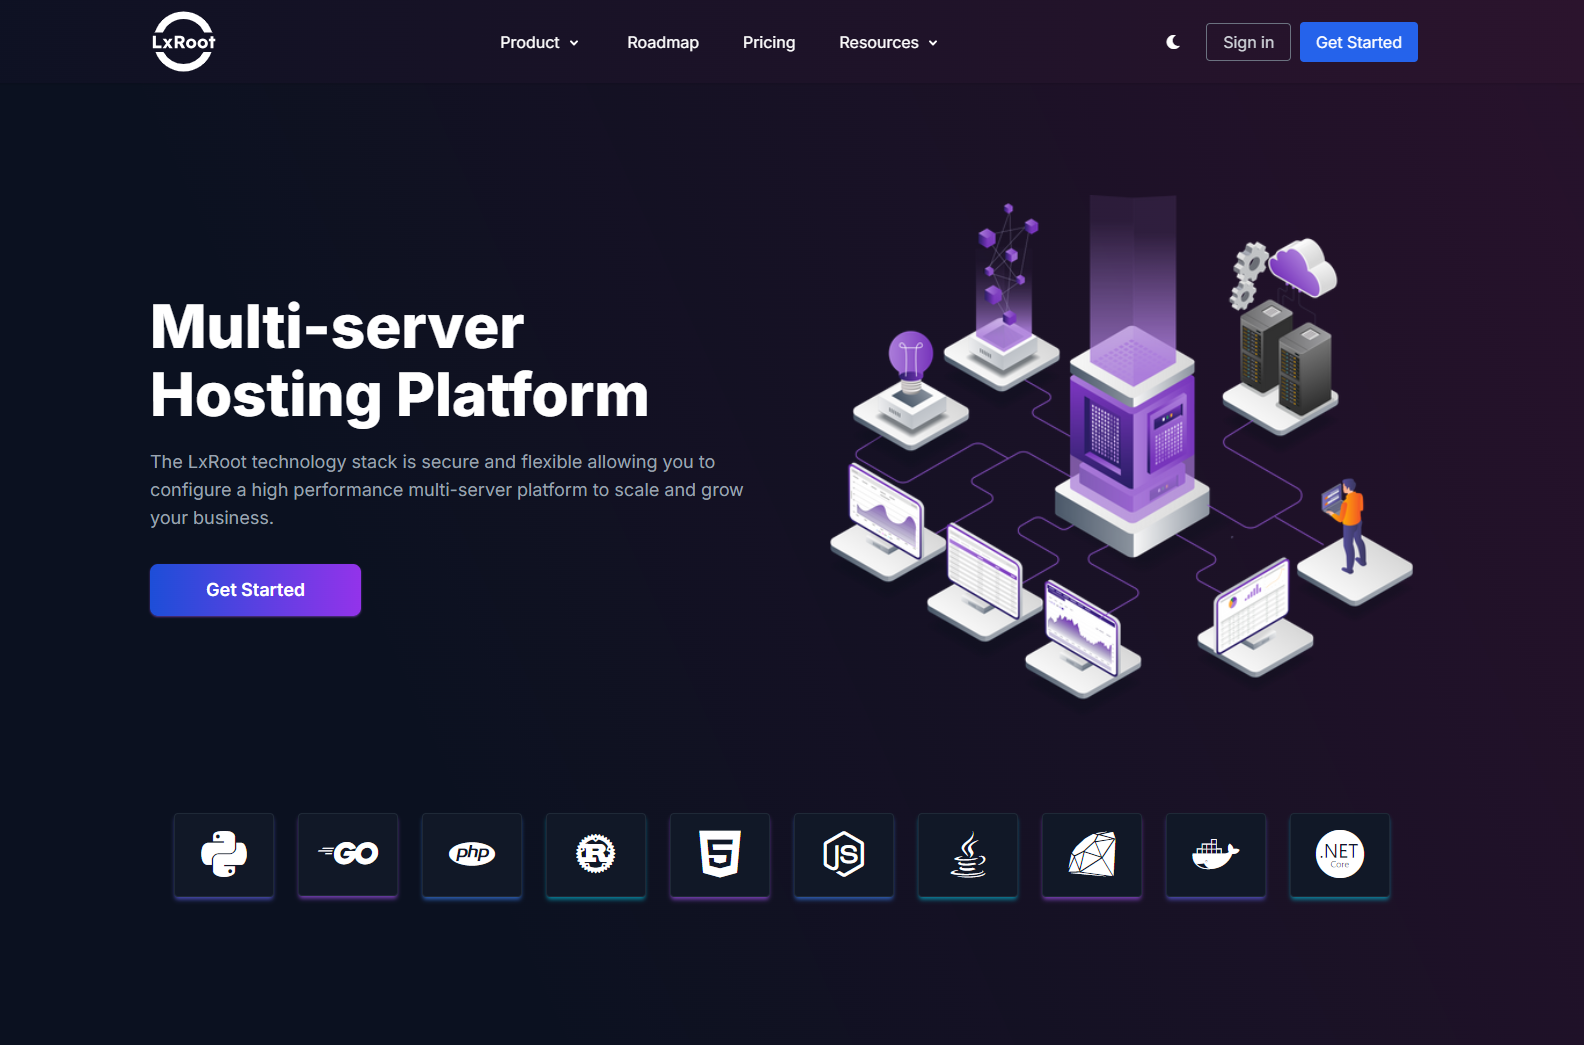 LxRoot
Product
Roadmap
Pricing
Resources
Sign in
Get Started
Multi-server
Hosting Platform
The LxRoot technology stack is secure and flexible allowing you to
configure a high performance multi-server platform to scale and grow
your business.
Get Started
GO
php
R
5
JS
.NET
Core